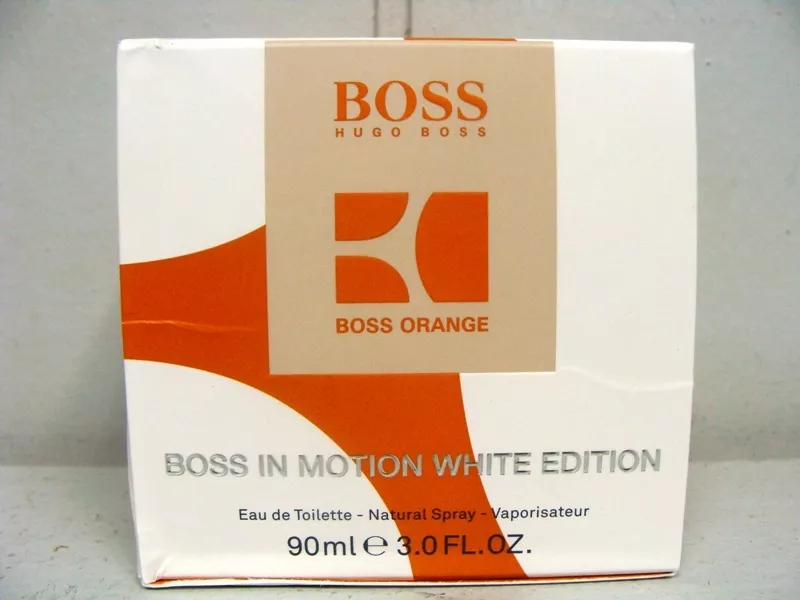 BOSS
HUGO BOSS
BOSS ORANGE
BOSS IN MOTION WHITE EDITION
Eau de Toilette - Natural Spray - Vaporisateur
90ml ℮ 3.0 FL.OZ.